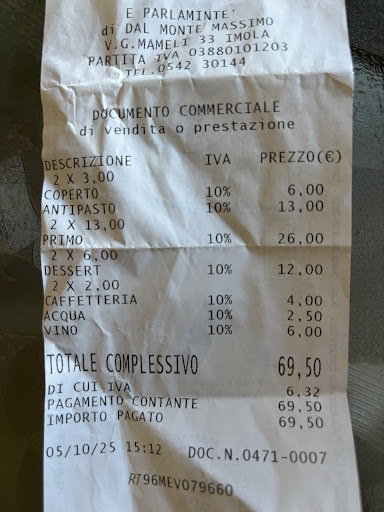 E PARLAMINTE`
di DAL MONTE MASSIMO
V.G.MAMELI 33 IMOLA
PARTITA IVA 03880101203
TEL.0542 30144
DOCUMENTO COMMERCIALE
di vendita o prestazione
DESCRIZIONE IVA PREZZO(€)
2 X 3,00
COPERTO 10% 6,00
ANTIPASTO 10% 13,00
2 X 13,00
PRIMO 10% 26,00
2 X 6,00
DESSERT 10% 12,00
2 X 2,00
CAFFETTERIA 10% 4,00
ACQUA 10% 2,50
VINO 10% 6,00
TOTALE COMPLESSIVO 69,50
DI CUI IVA 6,32
PAGAMENTO CONTANTE 69,50
IMPORTO PAGATO 69,50
05/10/25 15:12 DOC.N.0471-0007
RT96MEV079660